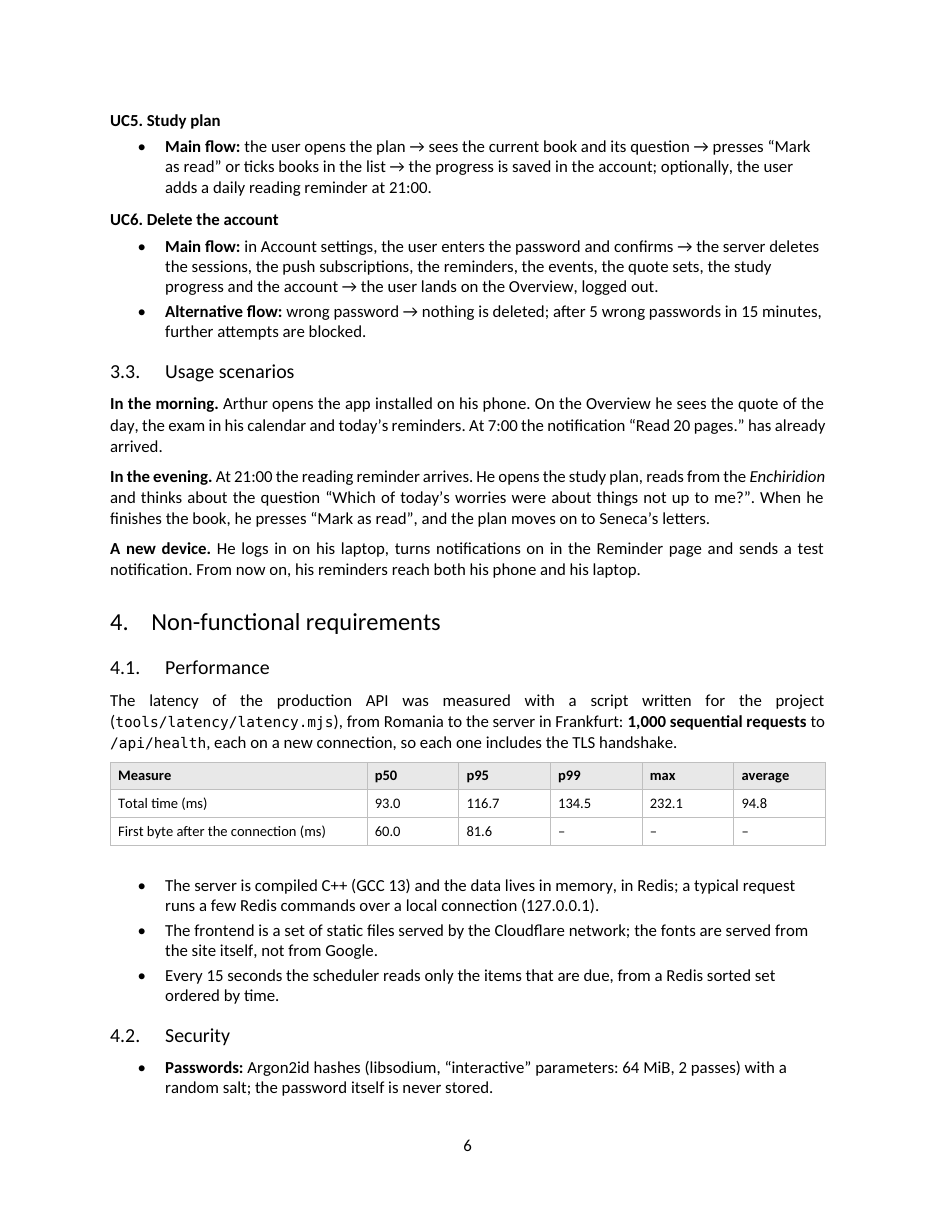 UC5. Study plan
• Main flow: the user opens the plan → sees the current book and its question → presses “Mark
as read” or ticks books in the list → the progress is saved in the account; optionally, the user
adds a daily reading reminder at 21:00.
UC6. Delete the account
• Main flow: in Account settings, the user enters the password and confirms → the server deletes
the sessions, the push subscriptions, the reminders, the events, the quote sets, the study
progress and the account → the user lands on the Overview, logged out.
• Alternative flow: wrong password → nothing is deleted; after 5 wrong passwords in 15 minutes,
further attempts are blocked.
3.3. Usage scenarios
In the morning. Arthur opens the app installed on his phone. On the Overview he sees the quote of the
day, the exam in his calendar and today’s reminders. At 7:00 the notification “Read 20 pages.” has already
arrived.
In the evening. At 21:00 the reading reminder arrives. He opens the study plan, reads from the Enchiridion
and thinks about the question “Which of today’s worries were about things not up to me?”. When he
finishes the book, he presses “Mark as read”, and the plan moves on to Seneca’s letters.
A new device. He logs in on his laptop, turns notifications on in the Reminder page and sends a test
notification. From now on, his reminders reach both his phone and his laptop.
4. Non-functional requirements
4.1. Performance
The latency of the production API was measured with a script written for the project
(tools/latency/latency.mjs), from Romania to the server in Frankfurt: 1,000 sequential requests to
/api/health, each on a new connection, so each one includes the TLS handshake.
Measure p50 p95 p99 max average
Total time (ms) 93.0 116.7 134.5 232.1 94.8
First byte after the connection (ms) 60.0 81.6 – – –
• The server is compiled C++ (GCC 13) and the data lives in memory, in Redis; a typical request
runs a few Redis commands over a local connection (127.0.0.1).
• The frontend is a set of static files served by the Cloudflare network; the fonts are served from
the site itself, not from Google.
• Every 15 seconds the scheduler reads only the items that are due, from a Redis sorted set
ordered by time.
4.2. Security
• Passwords: Argon2id hashes (libsodium, “interactive” parameters: 64 MiB, 2 passes) with a
random salt; the password itself is never stored.
6